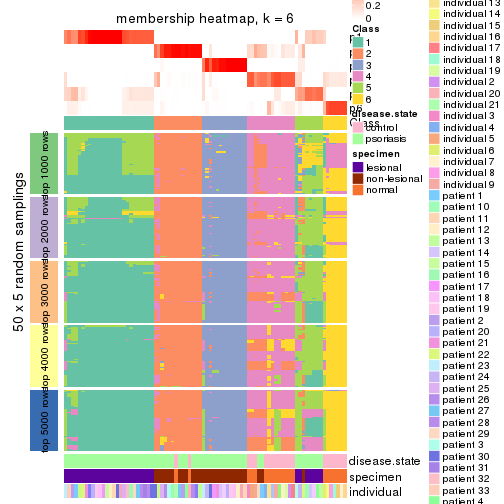 membership heatmap, k = 6
0.2
0
Class
1
2
3
4
5
6
disease.state
control
psoriasis
specimen
lesional
non-lesional
normal
p1
p6
Class
50 x 5 random samplings
top 1000 rows
top 2000 rows
top 3000 rows
top 4000 rows
top 5000 rows
disease.state
specimen
individual
individual 13
individual 14
individual 15
individual 16
individual 17
individual 18
individual 19
individual 2
individual 20
individual 21
individual 3
individual 4
individual 5
individual 6
individual 7
individual 8
individual 9
patient 1
patient 10
patient 11
patient 12
patient 13
patient 14
patient 15
patient 16
patient 17
patient 18
patient 19
patient 2
patient 20
patient 21
patient 22
patient 23
patient 24
patient 25
patient 26
patient 27
patient 28
patient 29
patient 3
patient 30
patient 31
patient 32
patient 33
patient 4